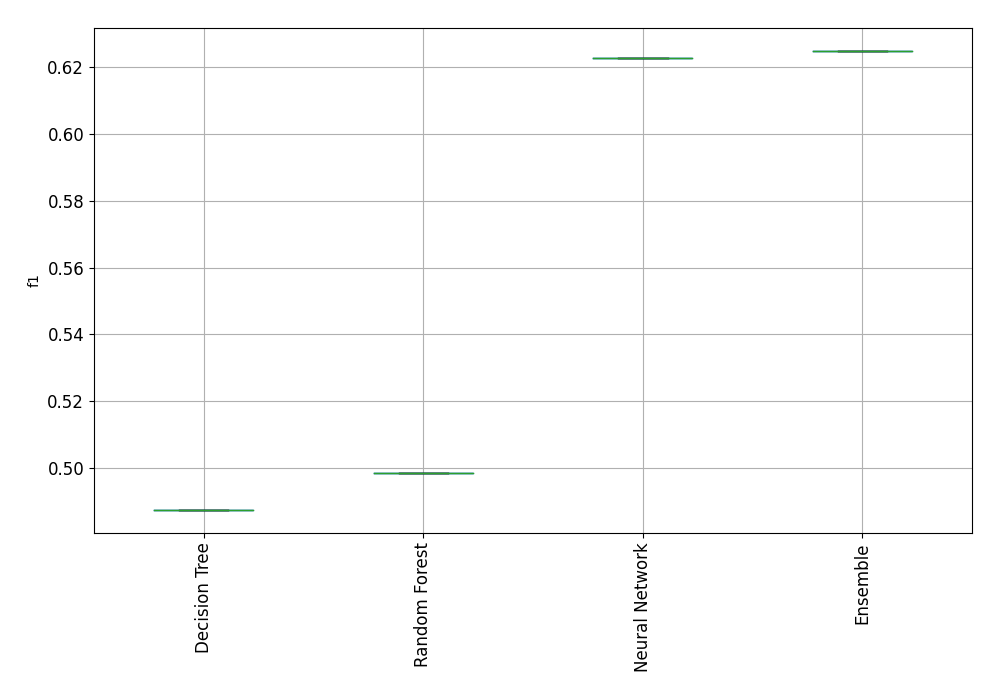 0.62
0.60
0.58
0.56
0.54
0.52
0.50
f1
Decision Tree
Random Forest
Neural Network
Ensemble